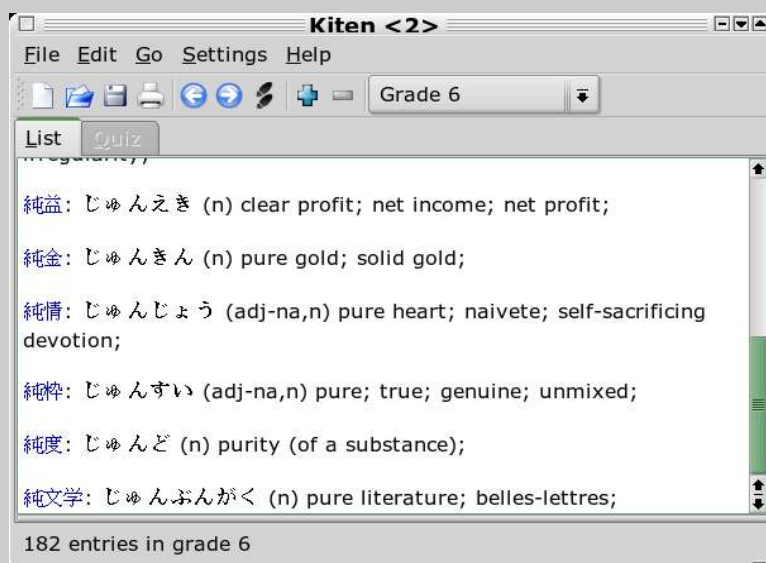 Kiten <2>
File Edit Go Settings Help
Grade 6
List Quiz
irregularity;)
純益: じゅんえき (n) clear profit; net income; net profit;
純金: じゅんきん (n) pure gold; solid gold;
純情: じゅんじょう (adj-na,n) pure heart; naivete; self-sacrificing
devotion;
純粋: じゅんすい (adj-na,n) pure; true; genuine; unmixed;
純度: じゅんど (n) purity (of a substance);
純文学: じゅんぶんがく (n) pure literature; belles-lettres;
182 entries in grade 6